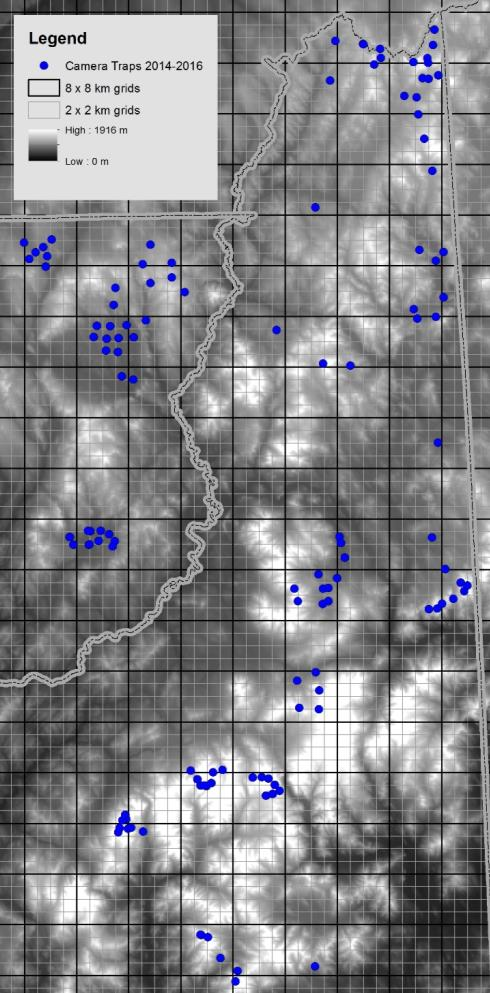 Legend
Camera Traps 2014-2016
8 x 8 km grids
2 x 2 km grids
High : 1916 m
Low : 0 m